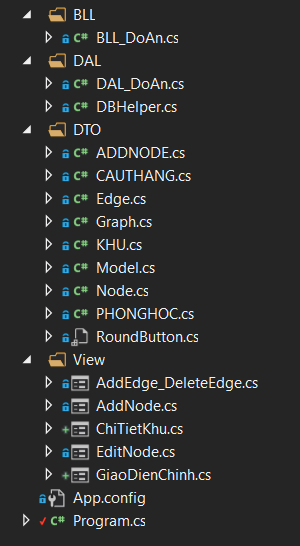 BLL
C# BLL_DoAn.cs
DAL
C# DAL_DoAn.cs
C# DBHelper.cs
DTO
C# ADDNODE.cs
C# CAUTHANG.cs
C# Edge.cs
C# Graph.cs
C# KHU.cs
C# Model.cs
C# Node.cs
C# PHONGHOC.cs
RoundButton.cs
View
AddEdge_DeleteEdge.cs
AddNode.cs
ChiTietKhu.cs
EditNode.cs
GiaoDienChinh.cs
App.config
C# Program.cs